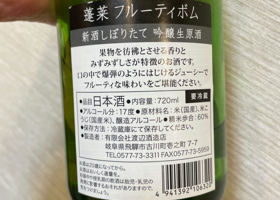 蓬莱 フルーティボム
新酒しぼりたて 吟醸生原酒
果物を彷彿とさせる香りと
みずみずしさが特徴のお酒です。
口の中で爆弾のようにはじけるジューシーで
フルーティな味わいをご堪能ください。
●品目 日本酒 ●内容量:720ml 要冷蔵
●アルコール分:17度 ●原材料名:米(国産)、米こ
うじ(国産米)、醸造アルコール ●精米歩合:60%
●保存方法:冷蔵庫にて保管してください。
●製造者:有限会社渡辺酒造店
岐阜県飛騨市古川町壱之町7-7
TEL0577-73-3311 FAX0577-73-5959
4 941392 106320